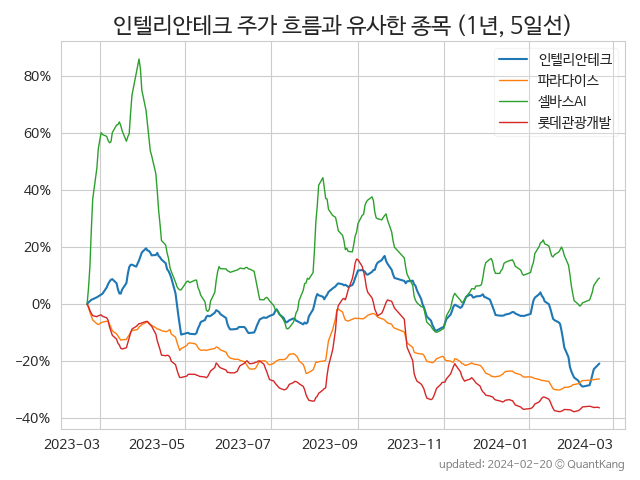 인텔리안테크 주가 흐름과 유사한 종목 (1년, 5일선)
인텔리안테크
파라다이스
셀바스AI
롯데관광개발
80%
60%
40%
20%
0%
−20%
−40%
2023-03 2023-05 2023-07 2023-09 2023-11 2024-01 2024-03
updated: 2024-02-20 © QuantKang